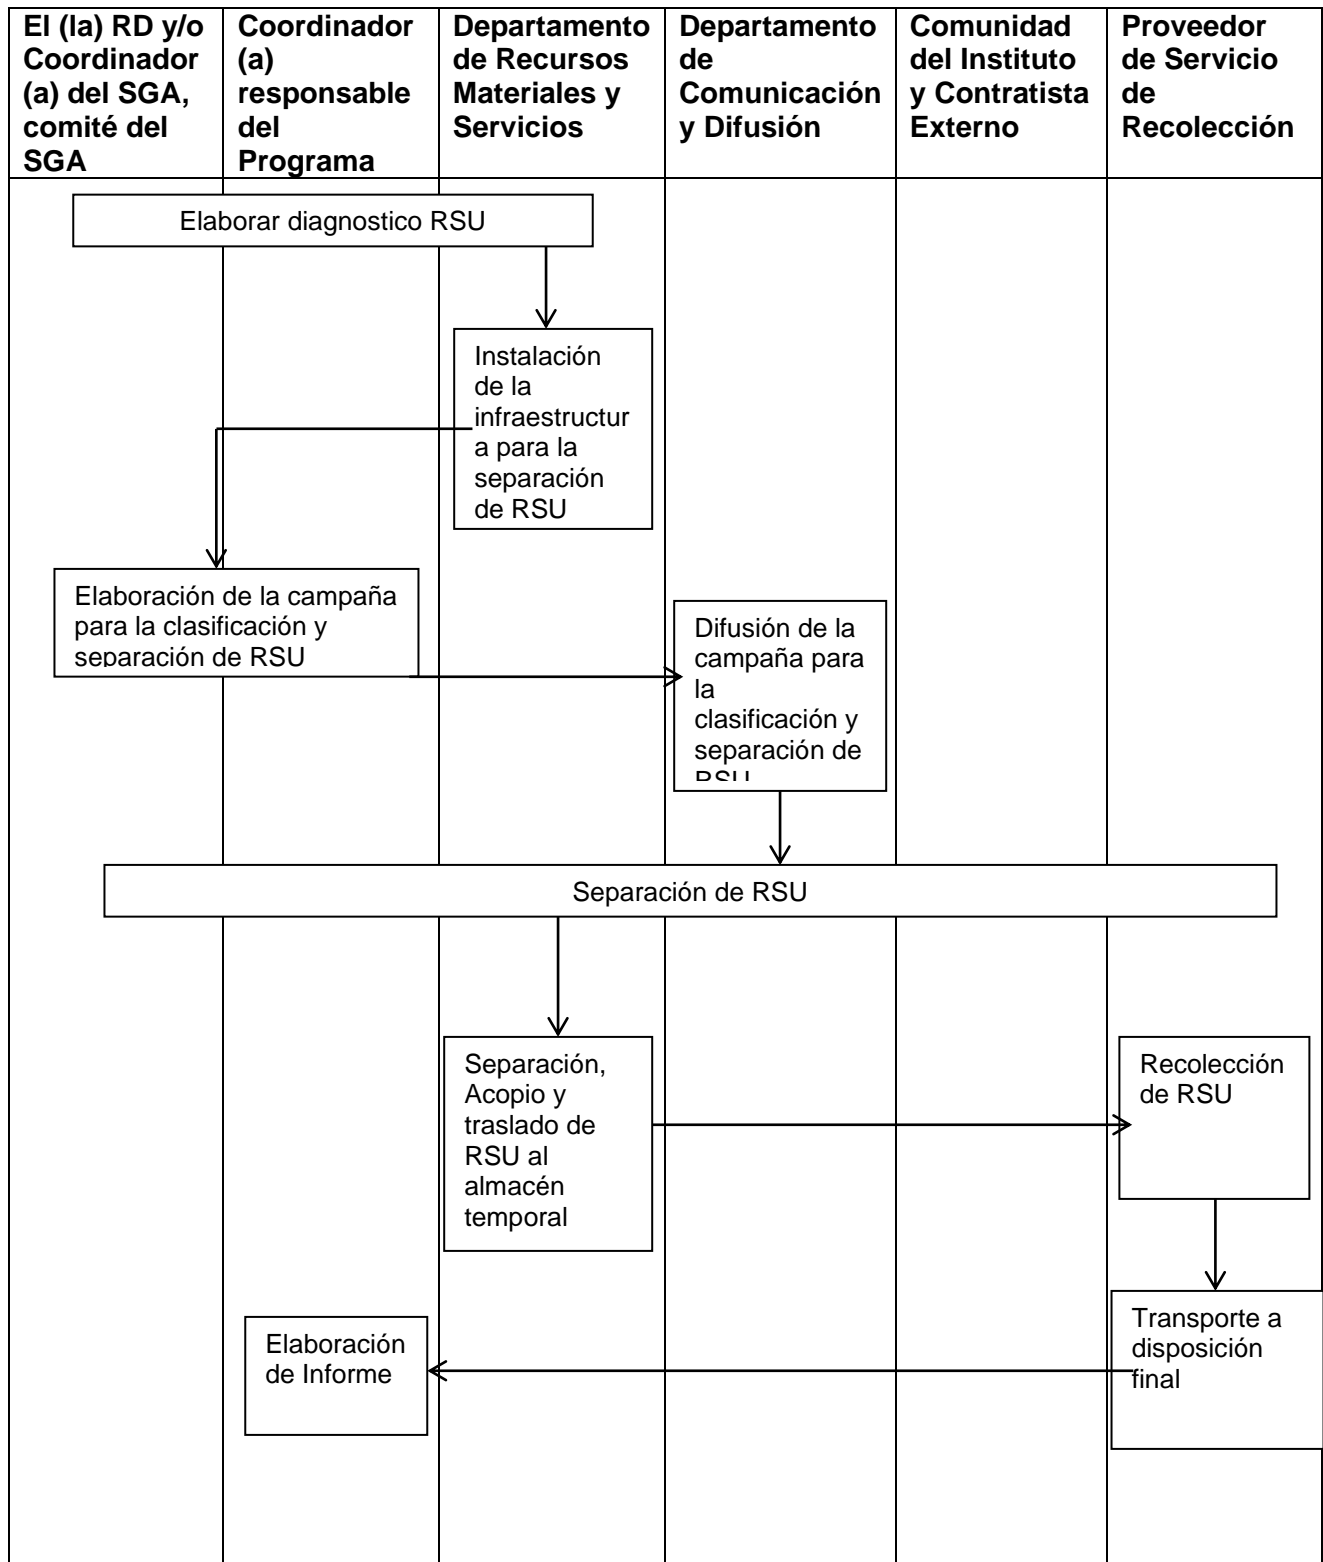 El (la) RD y/o
Coordinador
(a) del SGA,
comité del
SGA
Coordinador
(a)
responsable
del
Programa
Departamento
de Recursos
Materiales y
Servicios
Departamento
de
Comunicación
y Difusión
Comunidad
del Instituto
y Contratista
Externo
Proveedor
de Servicio
de
Recolección
Elaborar diagnostico RSU
Instalación
de la
infraestructur
a para la
separación
de RSU
Elaboración de la campaña
para la clasificación y
separación de RSU
Difusión de la
campaña para
la
clasificación y
separación de
RSU
Separación de RSU
Separación,
Acopio y
traslado de
RSU al
almacén
temporal
Recolección
de RSU
Transporte a
disposición
final
Elaboración
de Informe